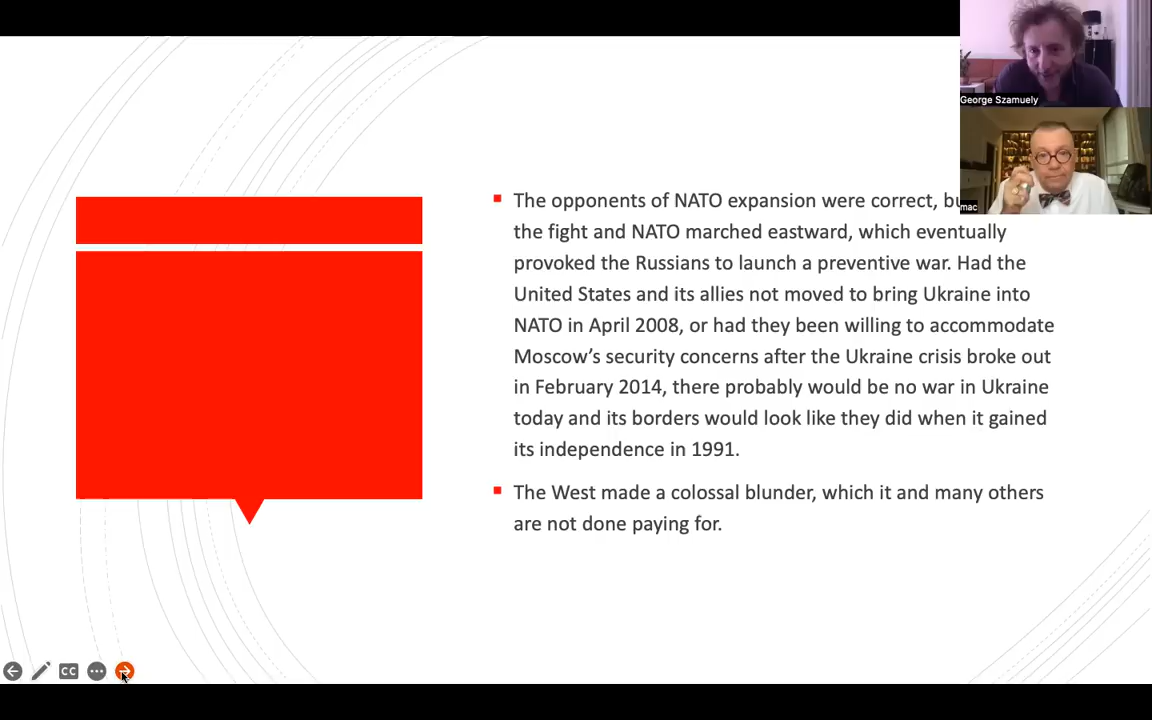 George Szamuely
mac
The opponents of NATO expansion were correct, bu
the fight and NATO marched eastward, which eventually
provoked the Russians to launch a preventive war. Had the
United States and its allies not moved to bring Ukraine into
NATO in April 2008, or had they been willing to accommodate
Moscow’s security concerns after the Ukraine crisis broke out
in February 2014, there probably would be no war in Ukraine
today and its borders would look like they did when it gained
its independence in 1991.
The West made a colossal blunder, which it and many others
are not done paying for.
CC